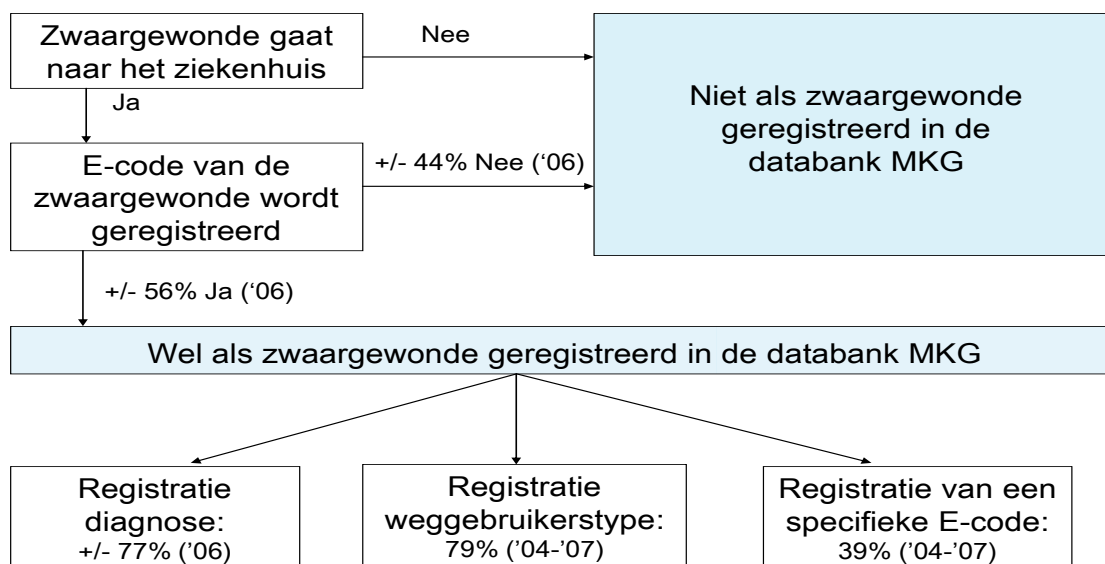 Zwaargewonde gaat
naar het ziekenhuis
Nee
Niet als zwaargewonde
geregistreerd in de
databank MKG
Ja
E-code van de
zwaargewonde wordt
geregistreerd
+/- 44% Nee (‘06)
+/- 56% Ja (‘06)
Wel als zwaargewonde geregistreerd in de databank MKG
Registratie
diagnose:
+/- 77% (’06)
Registratie
weggebruikerstype:
79% (’04-’07)
Registratie van een
specifieke E-code:
39% (’04-’07)